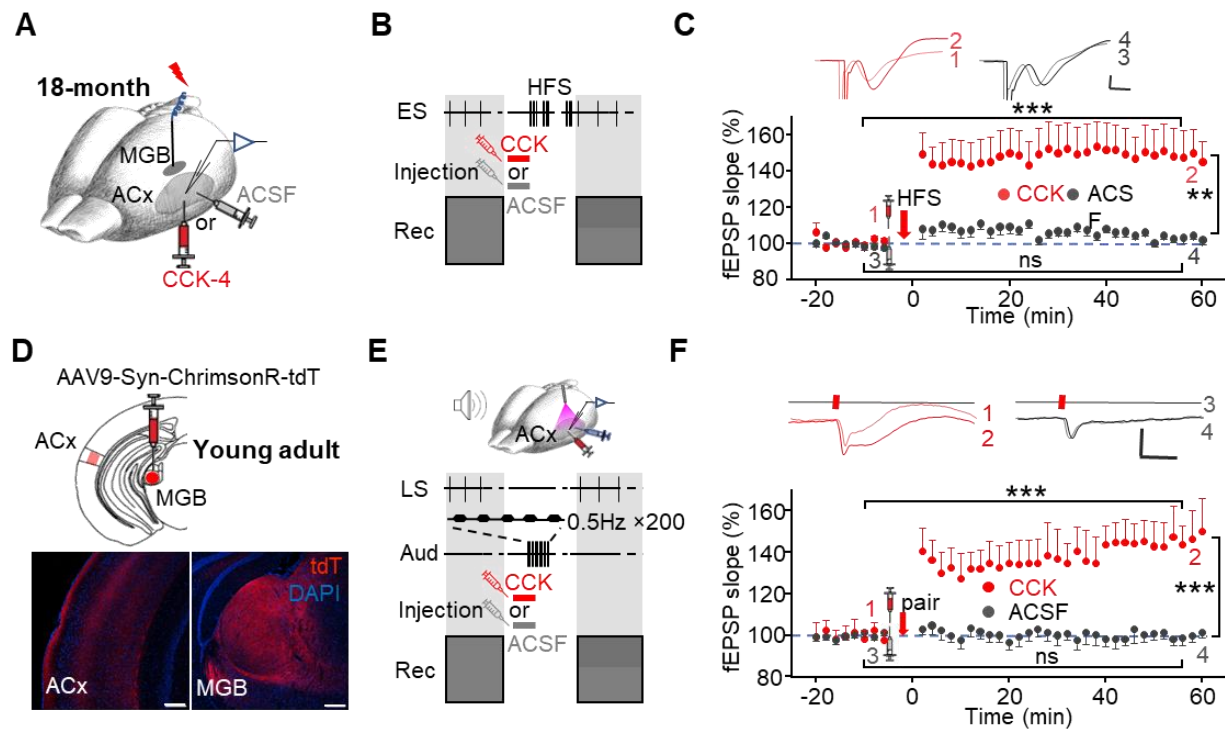 A
18-month
MGB
ACx
ACSF
or
CCK-4
B
HFS
ES
CCK
Injection
or
ACSF
Rec
C
2
1
4
3
***
fEPSP slope (%)
160
140
120
100
80
1
HFS
CCK
ACS
F
2
**
3
4
ns
-20
0
20
40
60
Time (min)
D
AAV9-Syn-ChrimsonR-tdT
ACx
Young adult
MGB
tdT
DAPI
ACx
MGB
E
ACx
LS
0.5Hz ×200
Aud
CCK
Injection
or
ACSF
Rec
F
1
2
3
4
***
fEPSP slope (%)
160
140
120
100
80
1
pair
CCK
ACSF
2
***
3
4
ns
-20
0
20
40
60
Time (min)